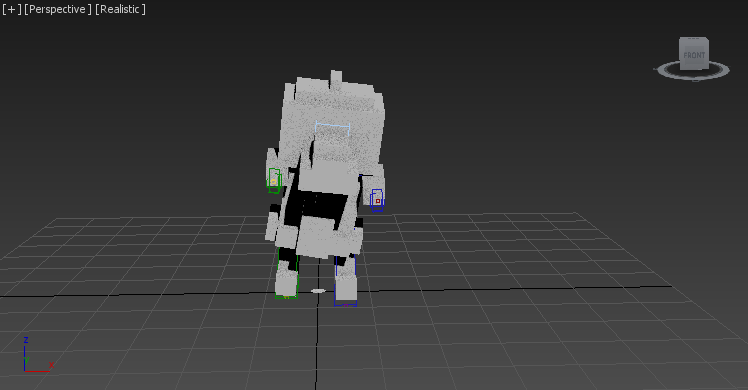 [+] [Perspective ] [Realistic ]
FRONT
z
x